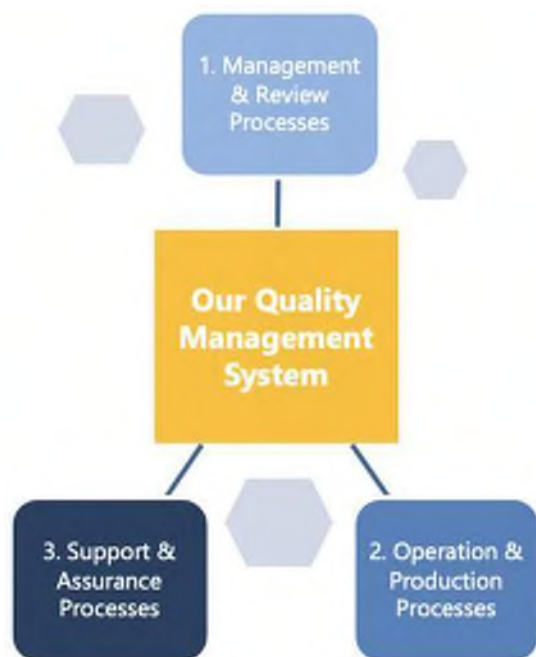 1. Management
& Review
Processes
Our Quality
Management
System
3. Support &
Assurance
Processes
2. Operation &
Production
Processes